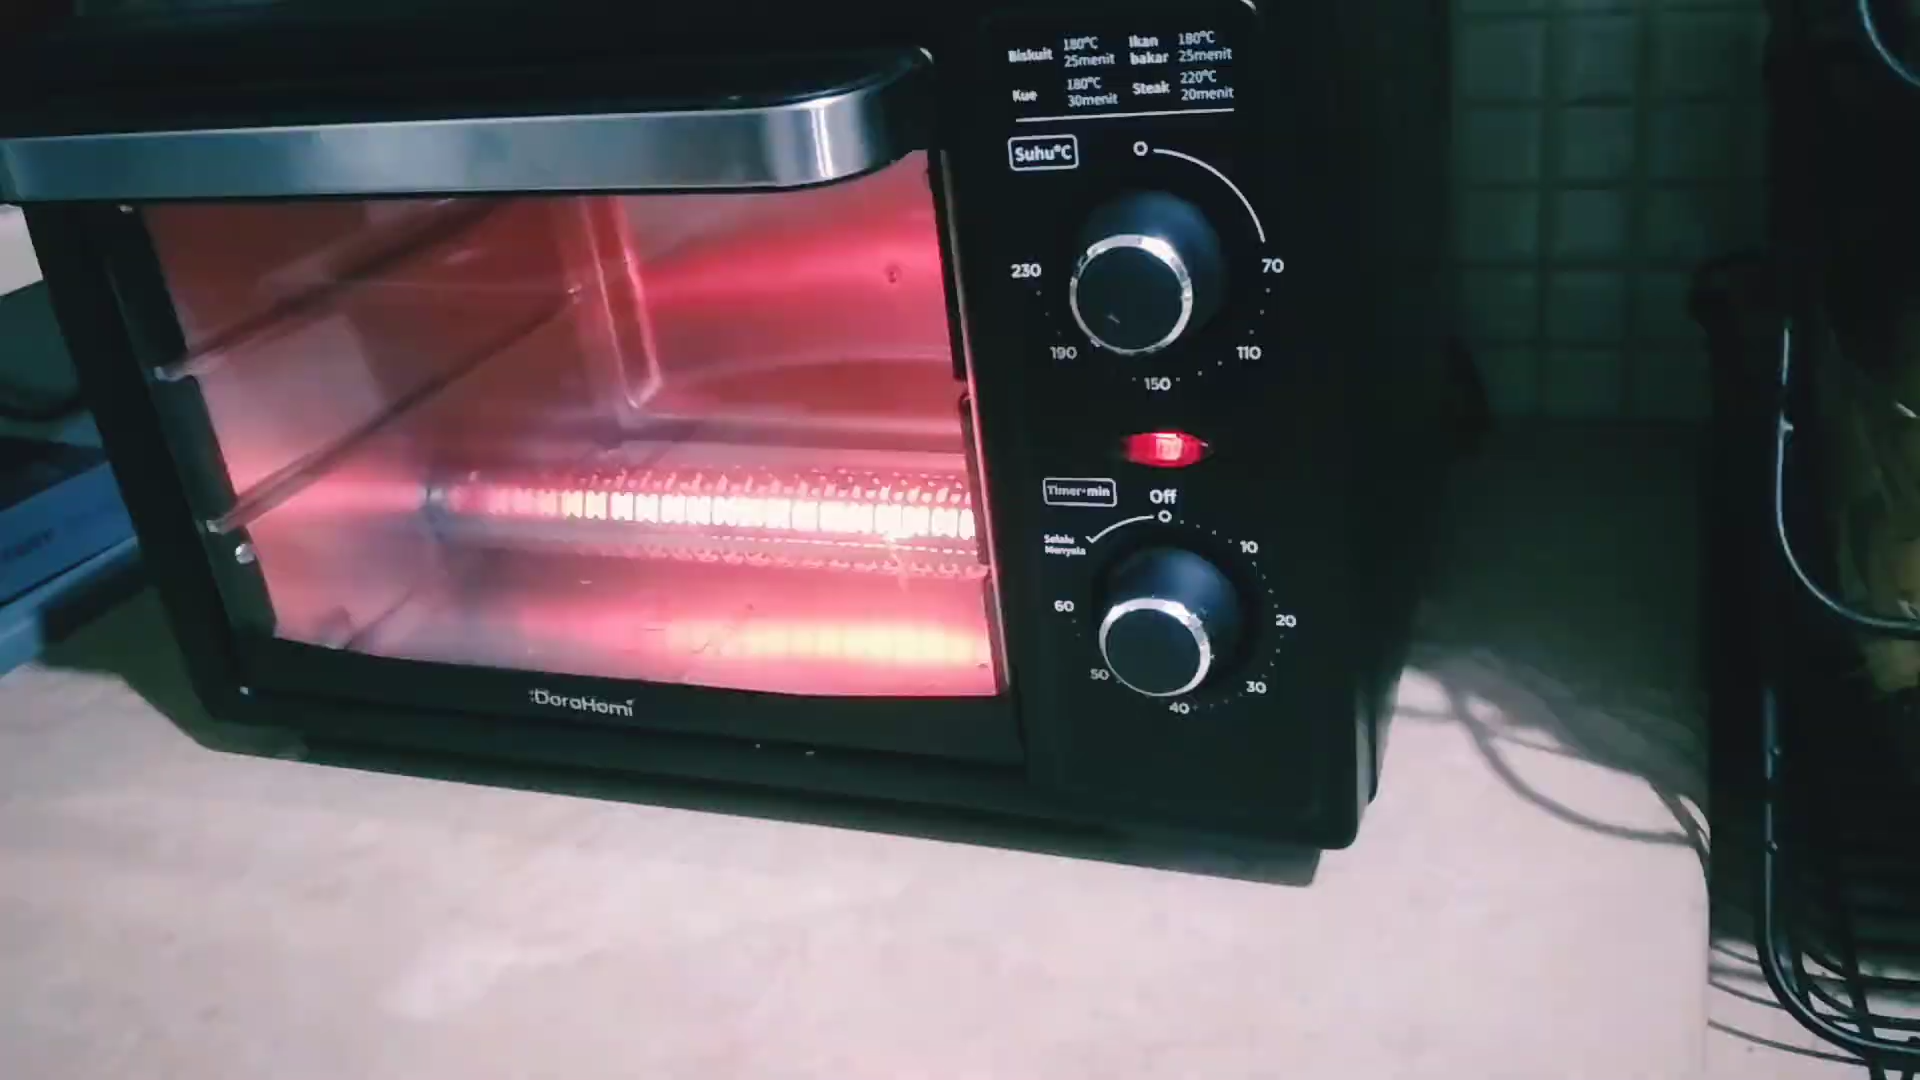 Biskuit 180°C 25menit Ikan bakar 180°C 25menit
Kue 180°C 30menit Steak 220°C 20menit
Suhu°C
230
70
190
110
150
Timer-min
Off
Selalu
Menyala
10
60
20
50
30
40
DoraHomi